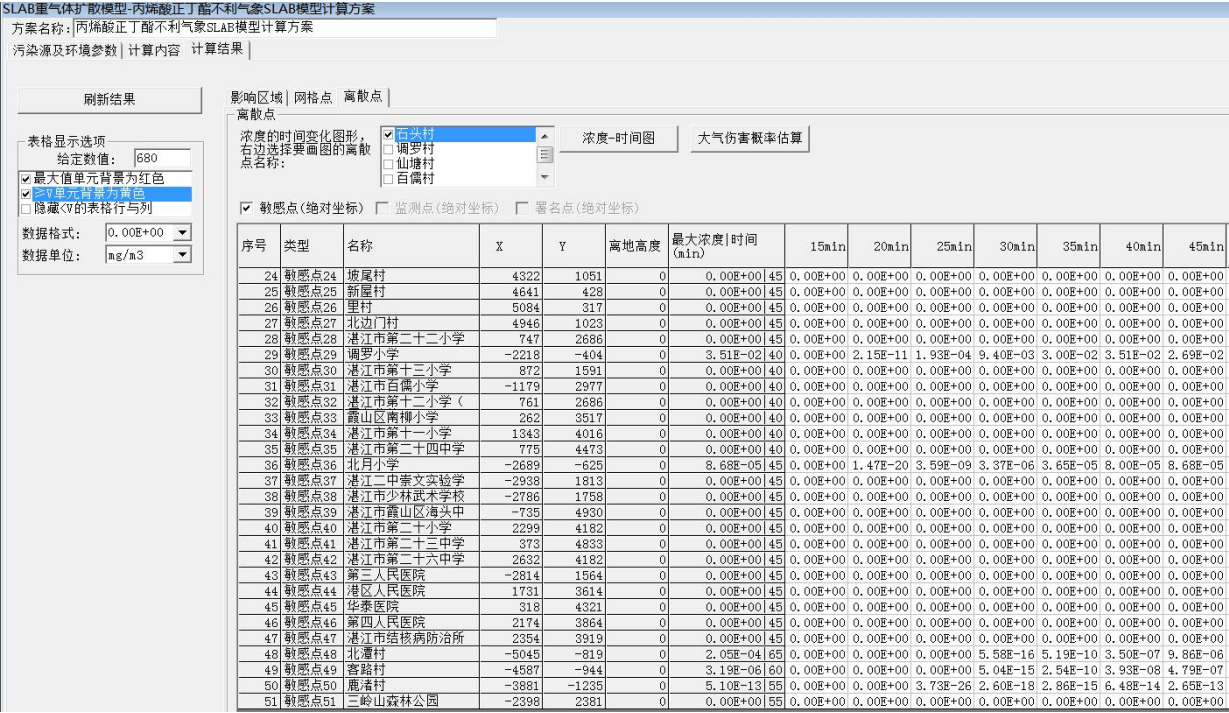 SLAB重气体扩散模型-丙烯酸正丁酯不利气象SLAB模型计算方案
方案名称: 丙烯酸正丁酯不利气象SLAB模型计算方案
污染源及环境参数 计算内容 计算结果
刷新结果
表格显示选项
给定数值: 680
最大值单元背景为红色
≥V单元背景为黄色
隐藏<V的表格行与列
数据格式: 0.00E+00
数据单位: mg/m3
影响区域 网格点 离散点
离散点
浓度的时间变化图形,
右边选择要画图的离散
点名称:
石头村
调罗村
仙塘村
百儒村
浓度-时间图
大气伤害概率估算
敏感点(绝对坐标) 监测点(绝对坐标) 署名点(绝对坐标)
序号 类型 名称 X Y 离地高度 最大浓度|时间(min) 15min 20min 25min 30min 35min 40min 45min
24 敏感点24 坡尾村 4322 1051 0 0.00E+00|45 0.00E+00 0.00E+00 0.00E+00 0.00E+00 0.00E+00 0.00E+00 0.00E+00
25 敏感点25 新屋村 4641 428 0 0.00E+00|45 0.00E+00 0.00E+00 0.00E+00 0.00E+00 0.00E+00 0.00E+00 0.00E+00
26 敏感点26 里村 5084 317 0 0.00E+00|45 0.00E+00 0.00E+00 0.00E+00 0.00E+00 0.00E+00 0.00E+00 0.00E+00
27 敏感点27 北边门村 4946 1023 0 0.00E+00|45 0.00E+00 0.00E+00 0.00E+00 0.00E+00 0.00E+00 0.00E+00 0.00E+00
28 敏感点28 湛江市第二十二小学 747 2686 0 0.00E+00|45 0.00E+00 0.00E+00 0.00E+00 0.00E+00 0.00E+00 0.00E+00 0.00E+00
29 敏感点29 调罗小学 -2218 -404 0 3.51E-02|40 0.00E+00 2.15E-11 1.93E-04 9.40E-03 3.00E-02 3.51E-02 2.69E-02
30 敏感点30 湛江市第十三小学 872 1591 0 0.00E+00|40 0.00E+00 0.00E+00 0.00E+00 0.00E+00 0.00E+00 0.00E+00 0.00E+00
31 敏感点31 湛江市百儒小学 -1179 2977 0 0.00E+00|40 0.00E+00 0.00E+00 0.00E+00 0.00E+00 0.00E+00 0.00E+00 0.00E+00
32 敏感点32 湛江市第十二小学( 761 2686 0 0.00E+00|40 0.00E+00 0.00E+00 0.00E+00 0.00E+00 0.00E+00 0.00E+00 0.00E+00
33 敏感点33 霞山区南柳小学 262 3517 0 0.00E+00|40 0.00E+00 0.00E+00 0.00E+00 0.00E+00 0.00E+00 0.00E+00 0.00E+00
34 敏感点34 湛江市第十一小学 1343 4016 0 0.00E+00|40 0.00E+00 0.00E+00 0.00E+00 0.00E+00 0.00E+00 0.00E+00 0.00E+00
35 敏感点35 湛江市第二十四中学 775 4473 0 0.00E+00|40 0.00E+00 0.00E+00 0.00E+00 0.00E+00 0.00E+00 0.00E+00 0.00E+00
36 敏感点36 北月小学 -2689 -625 0 8.68E-05|45 0.00E+00 1.47E-20 3.59E-09 3.37E-06 3.65E-05 8.00E-05 8.68E-05
37 敏感点37 湛江二中崇文实验学 -2938 1813 0 0.00E+00|45 0.00E+00 0.00E+00 0.00E+00 0.00E+00 0.00E+00 0.00E+00 0.00E+00
38 敏感点38 湛江市少林武术学校 -2786 1758 0 0.00E+00|45 0.00E+00 0.00E+00 0.00E+00 0.00E+00 0.00E+00 0.00E+00 0.00E+00
39 敏感点39 湛江市霞山区海头中 -735 4930 0 0.00E+00|45 0.00E+00 0.00E+00 0.00E+00 0.00E+00 0.00E+00 0.00E+00 0.00E+00
40 敏感点40 湛江市第二十小学 2299 4182 0 0.00E+00|45 0.00E+00 0.00E+00 0.00E+00 0.00E+00 0.00E+00 0.00E+00 0.00E+00
41 敏感点41 湛江市第二十三中学 373 4833 0 0.00E+00|45 0.00E+00 0.00E+00 0.00E+00 0.00E+00 0.00E+00 0.00E+00 0.00E+00
42 敏感点42 湛江市第二十六中学 2632 4182 0 0.00E+00|45 0.00E+00 0.00E+00 0.00E+00 0.00E+00 0.00E+00 0.00E+00 0.00E+00
43 敏感点43 第三人民医院 -2814 1564 0 0.00E+00|45 0.00E+00 0.00E+00 0.00E+00 0.00E+00 0.00E+00 0.00E+00 0.00E+00
44 敏感点44 港区人民医院 1731 3614 0 0.00E+00|45 0.00E+00 0.00E+00 0.00E+00 0.00E+00 0.00E+00 0.00E+00 0.00E+00
45 敏感点45 华泰医院 318 4321 0 0.00E+00|45 0.00E+00 0.00E+00 0.00E+00 0.00E+00 0.00E+00 0.00E+00 0.00E+00
46 敏感点46 第四人民医院 2174 3864 0 0.00E+00|45 0.00E+00 0.00E+00 0.00E+00 0.00E+00 0.00E+00 0.00E+00 0.00E+00
47 敏感点47 湛江市结核病防治所 2354 3919 0 0.00E+00|45 0.00E+00 0.00E+00 0.00E+00 0.00E+00 0.00E+00 0.00E+00 0.00E+00
48 敏感点48 北潭村 -5045 -819 0 2.05E-04|65 0.00E+00 0.00E+00 0.00E+00 5.58E-16 5.19E-10 3.50E-07 9.86E-06
49 敏感点49 客路村 -4587 -944 0 3.19E-06|60 0.00E+00 0.00E+00 0.00E+00 5.04E-15 2.54E-10 3.93E-08 4.79E-07
50 敏感点50 鹿渚村 -3881 -1235 0 5.10E-13|55 0.00E+00 0.00E+00 3.73E-26 2.60E-18 2.86E-15 6.48E-14 2.65E-13
51 敏感点51 三岭山森林公园 -2398 2381 0 0.00E+00|55 0.00E+00 0.00E+00 0.00E+00 0.00E+00 0.00E+00 0.00E+00 0.00E+00